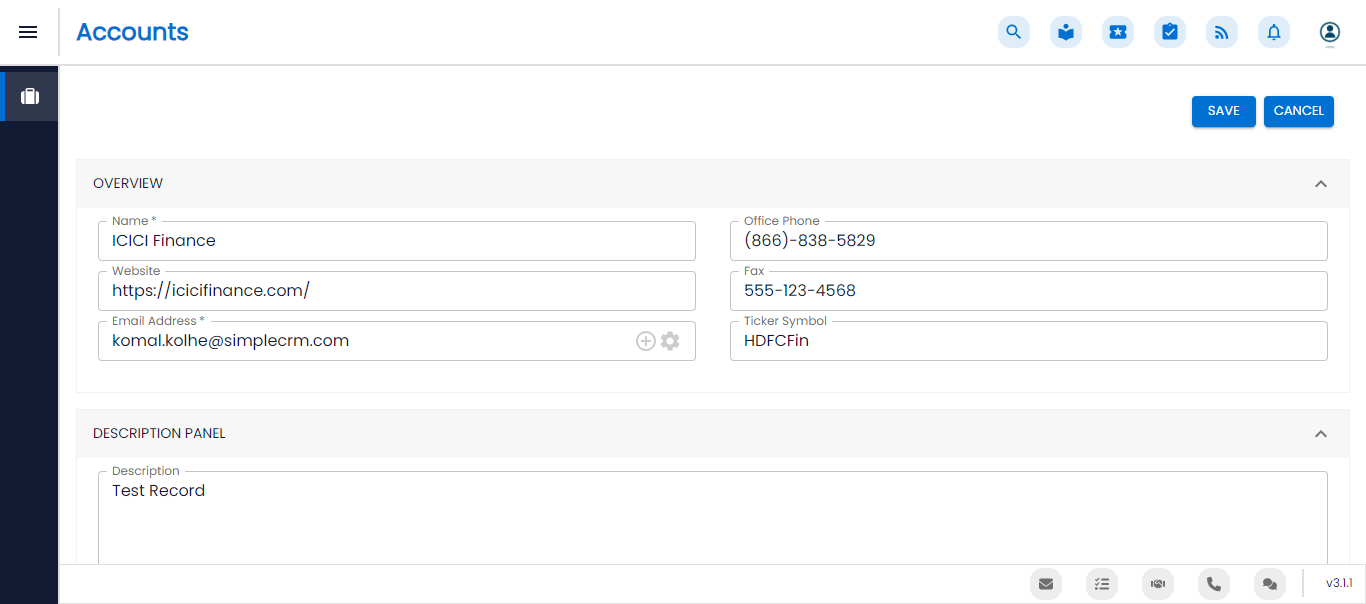 Accounts
SAVE
CANCEL
OVERVIEW
Name *
ICICI Finance
Office Phone
(866)-838-5829
Website
https://icicifinance.com/
Fax
555-123-4568
Email Address *
komal.kolhe@simplecrm.com
Ticker Symbol
HDFCFin
DESCRIPTION PANEL
Description
Test Record
v3.1.1